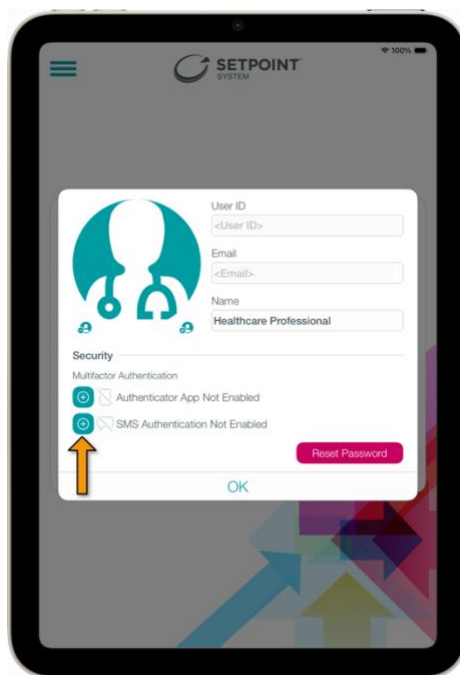 100%
SETPOINT
SYSTEM
User ID
<User ID>
Email
<Email>
Name
Healthcare Professional
Security
Multifactor Authentication
Authenticator App Not Enabled
SMS Authentication Not Enabled
Reset Password
OK